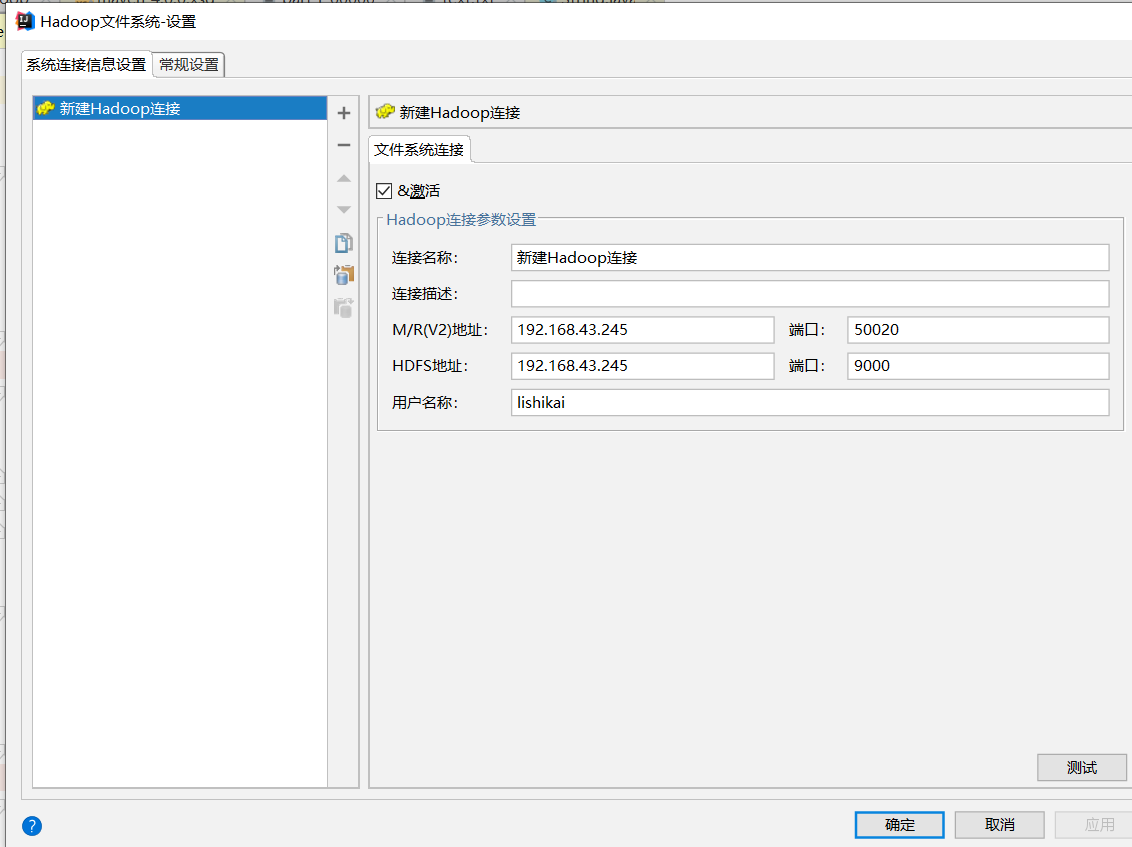 Hadoop文件系统-设置
系统连接信息设置 常规设置
新建Hadoop连接
新建Hadoop连接
文件系统连接
&激活
Hadoop连接参数设置
连接名称: 新建Hadoop连接
连接描述:
M/R(V2)地址: 192.168.43.245 端口: 50020
HDFS地址: 192.168.43.245 端口: 9000
用户名称: lishikai
测试
? 确定 取消 应用